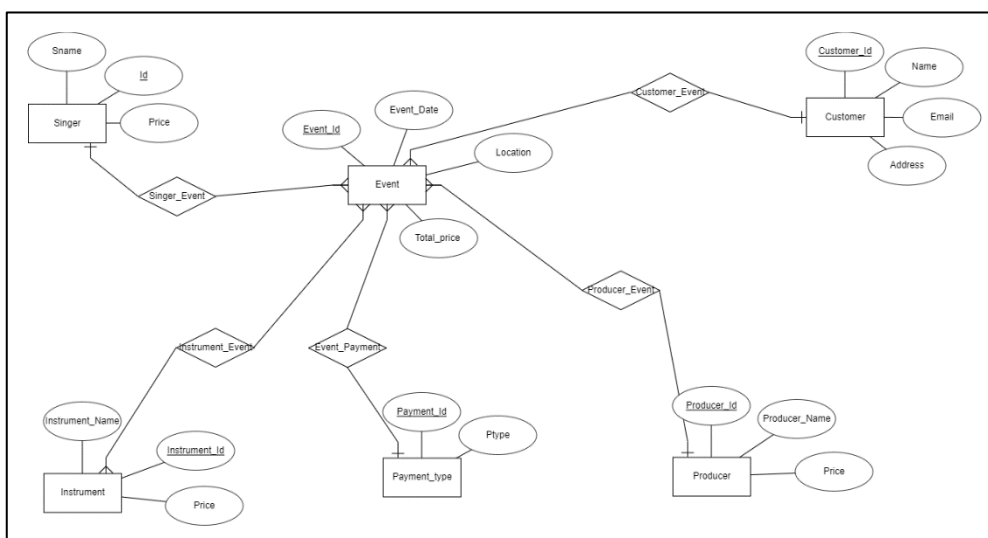 Sname
Id
Singer
Price
Singer_Event
Event_Id
Event_Date
Location
Event
Total_price
Customer_Event
Customer_Id
Name
Customer
Email
Address
Producer_Event
Instrument_Event
Event_Payment
Instrument_Name
Instrument_Id
Instrument
Price
Payment_Id
Ptype
Payment_type
Producer_Id
Producer_Name
Producer
Price